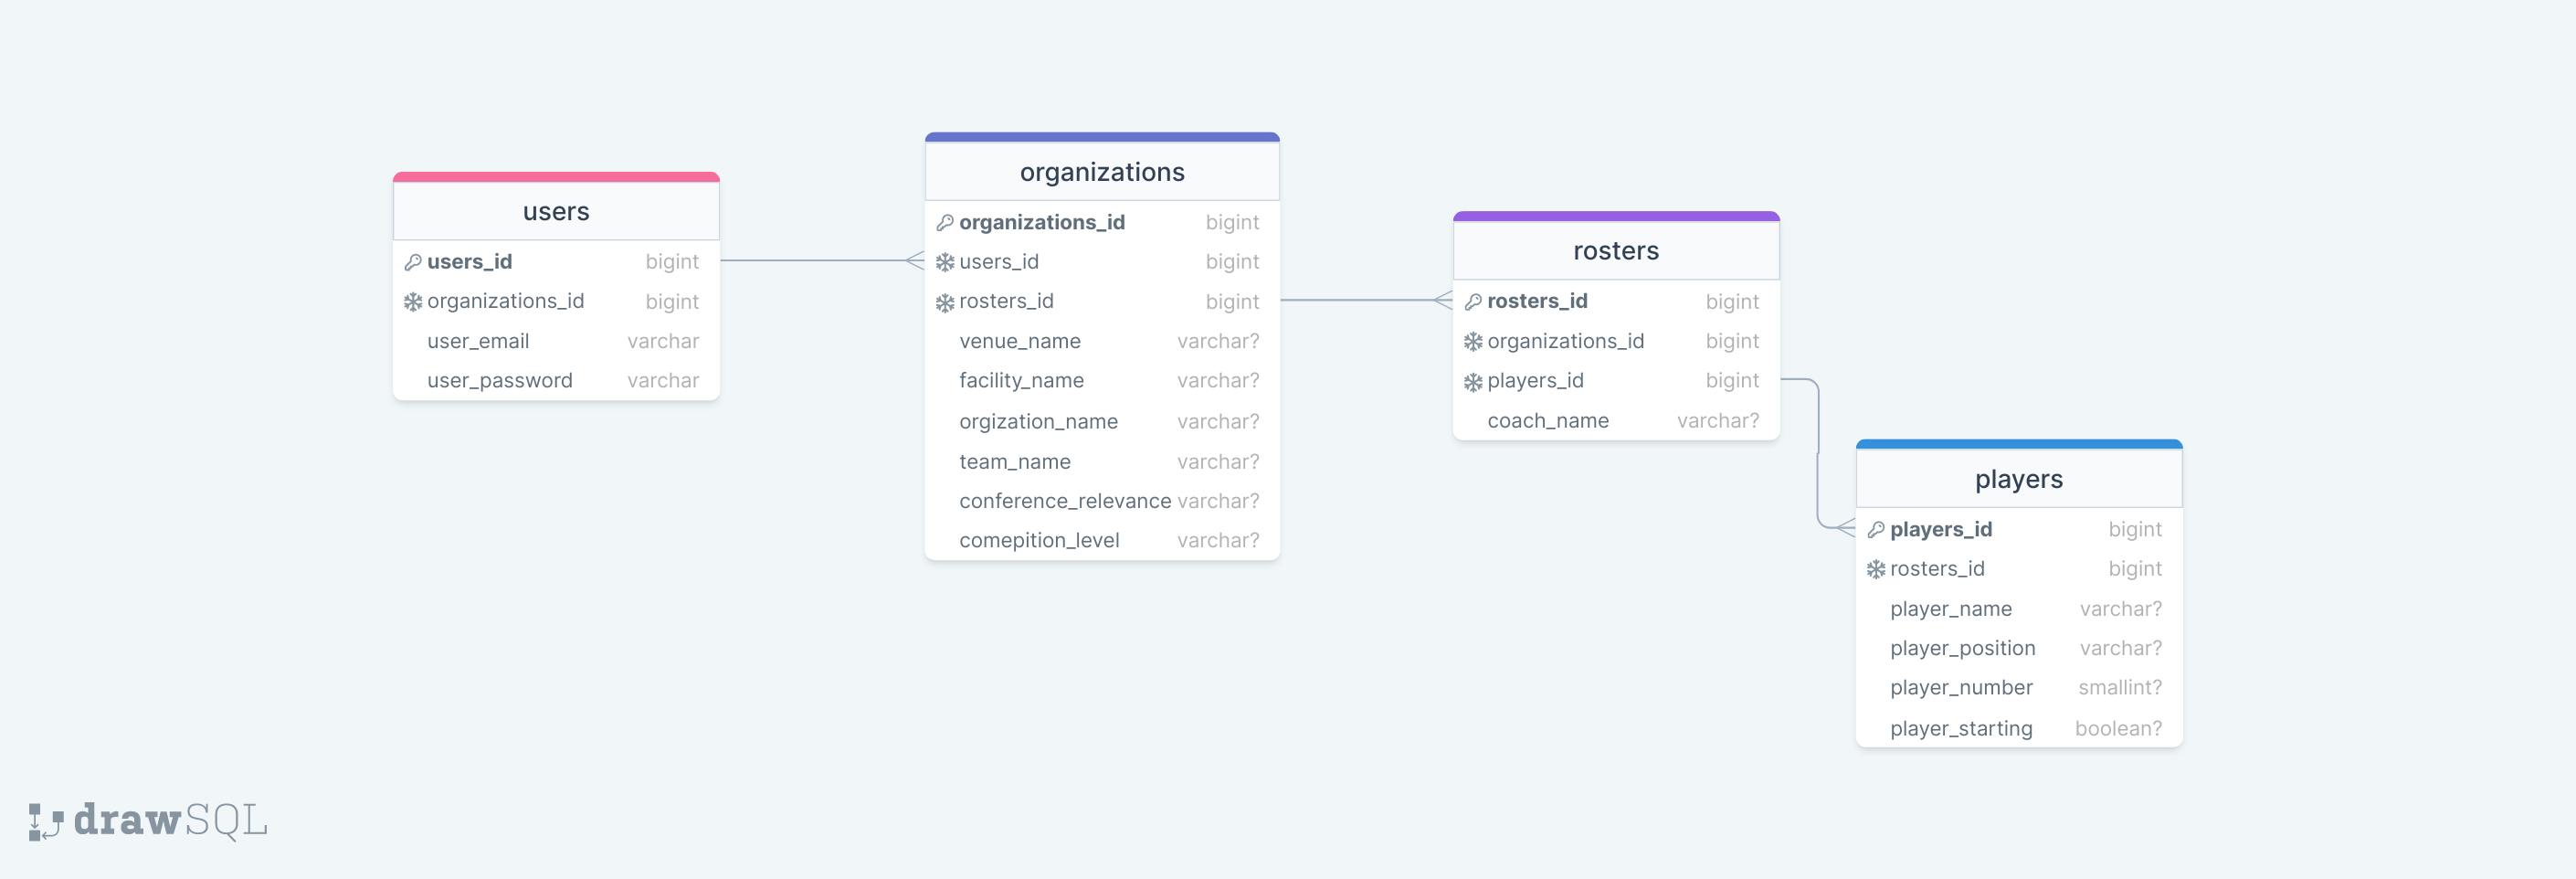 users
users_id bigint
organizations_id bigint
user_email varchar
user_password varchar
organizations
organizations_id bigint
users_id bigint
rosters_id bigint
venue_name varchar?
facility_name varchar?
orgization_name varchar?
team_name varchar?
conference_relevance varchar?
comepition_level varchar?
rosters
rosters_id bigint
organizations_id bigint
players_id bigint
coach_name varchar?
players
players_id bigint
rosters_id bigint
player_name varchar?
player_position varchar?
player_number smallint?
player_starting boolean?
drawSQL